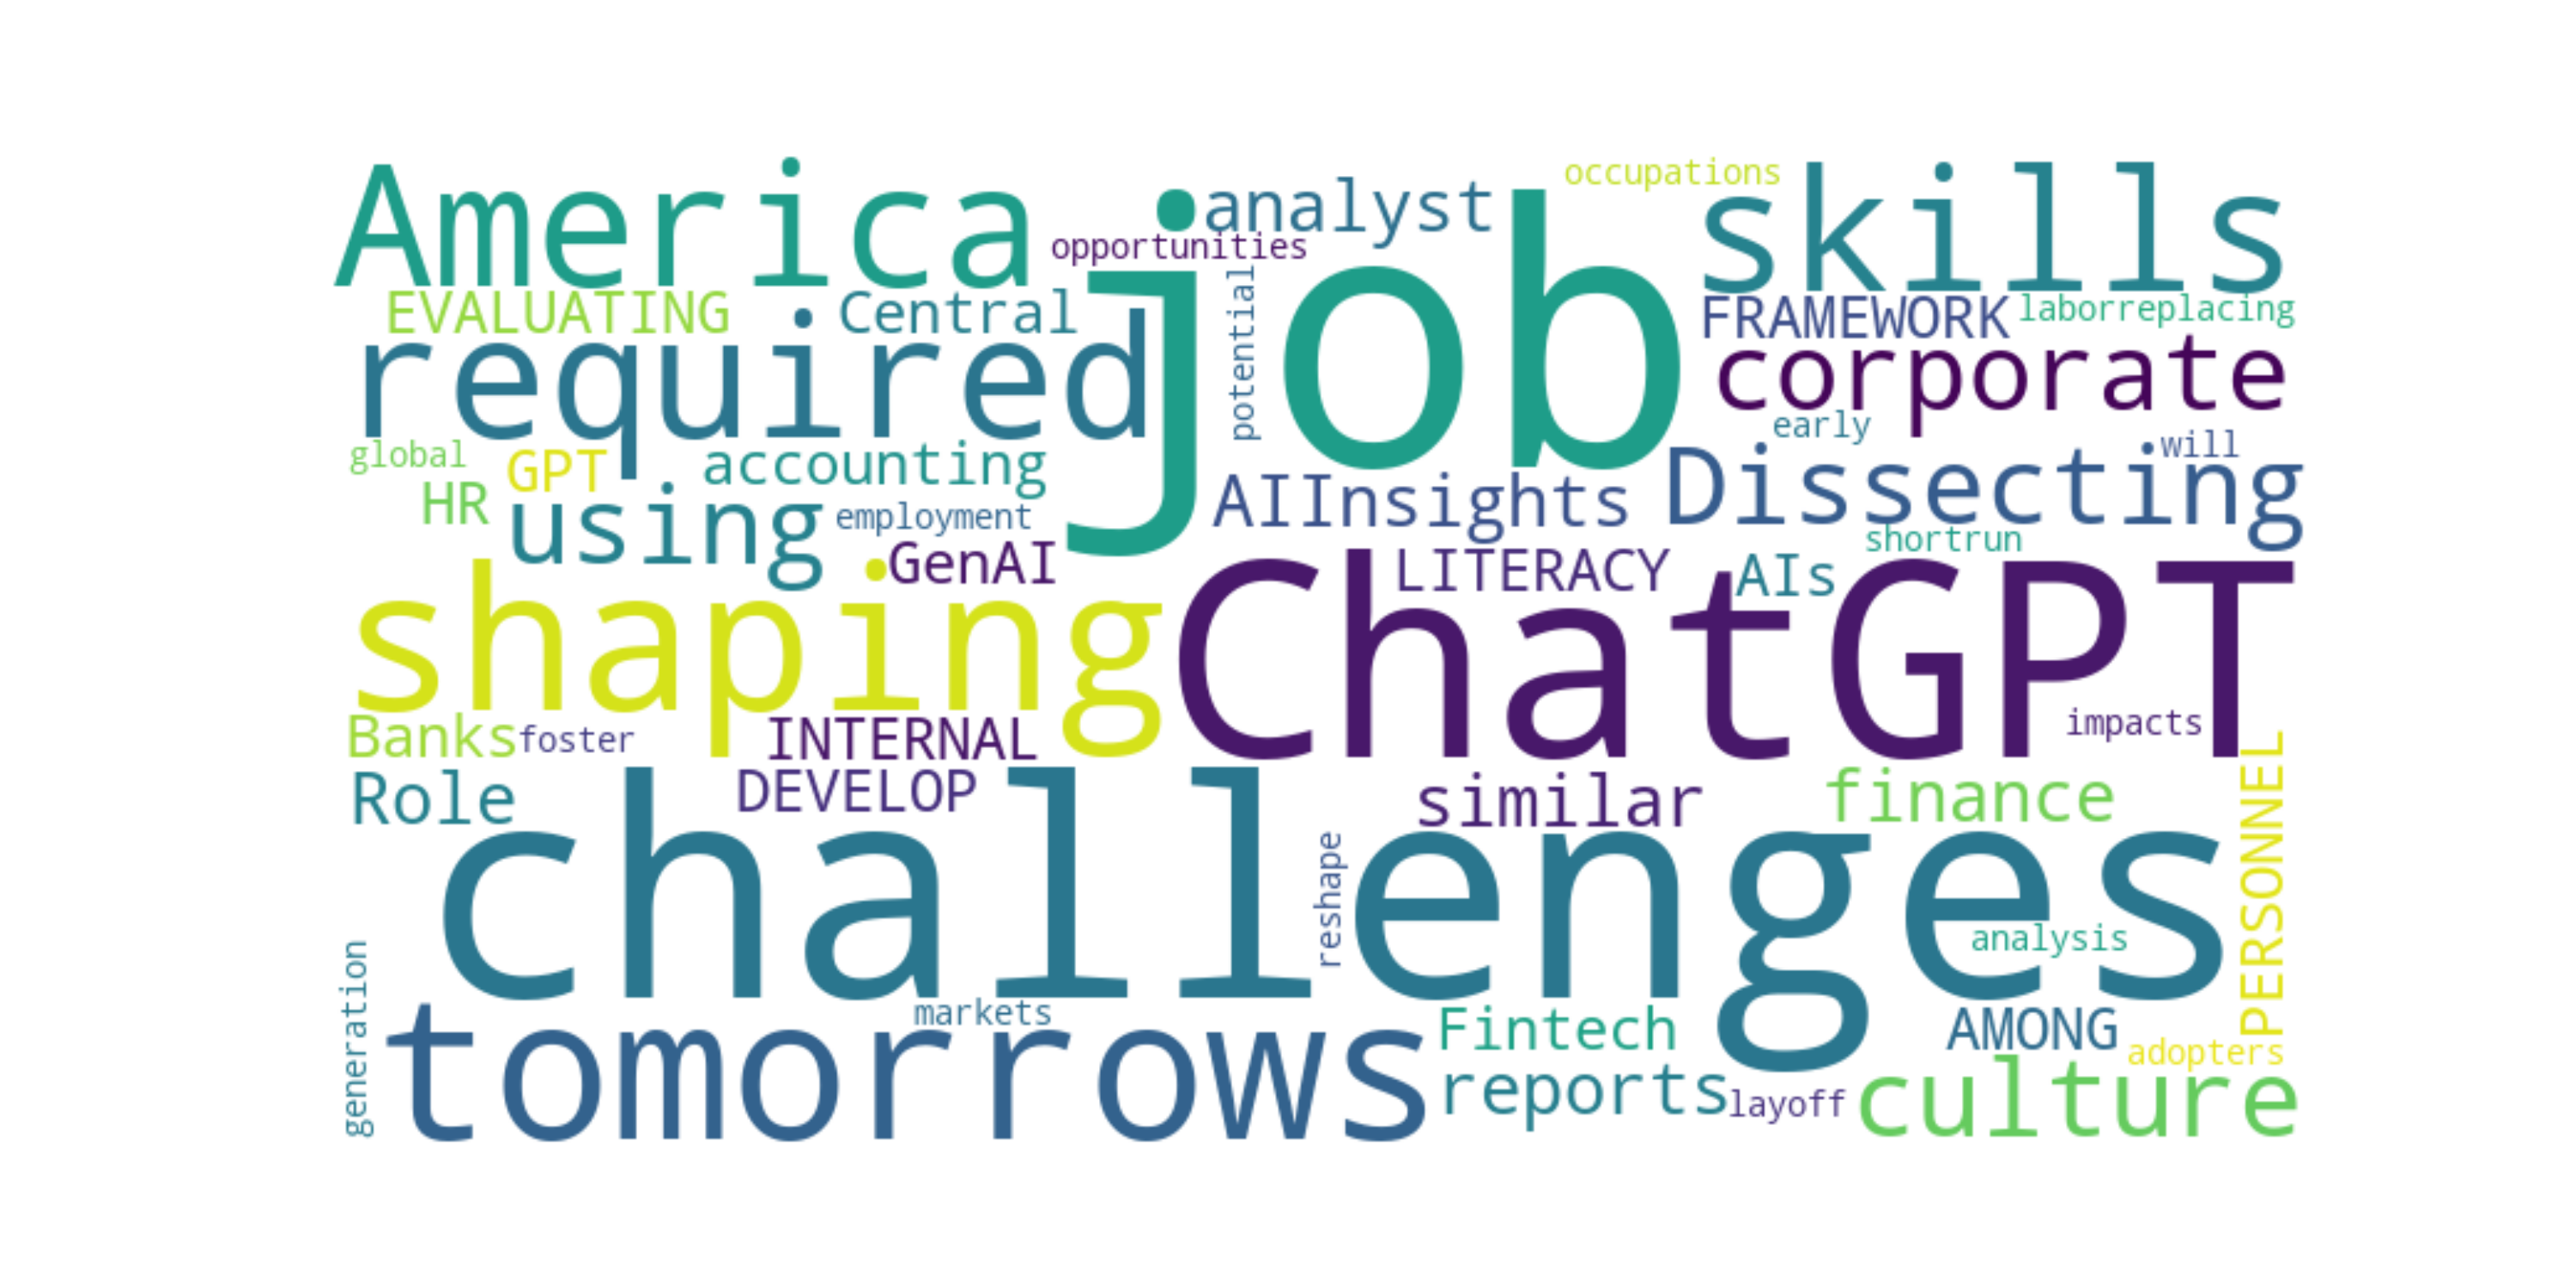 America
analyst
occupations
skills
opportunities
job
potential
EVALUATING
Central
FRAMEWORK
laborreplacing
required
corporate
early
global
GPT
accounting
will
HR
using
employment
AIInsights
Dissecting
shortrun
GenAI
LITERACY
AIs
shaping
ChatGPT
impacts
Banks
foster
INTERNAL
PERSONNEL
Role
DEVELOP
similar
finance
challenges
reshape
analysis
generation
markets
tomorrows
Fintech
AMONG
adopters
reports
layoff
culture